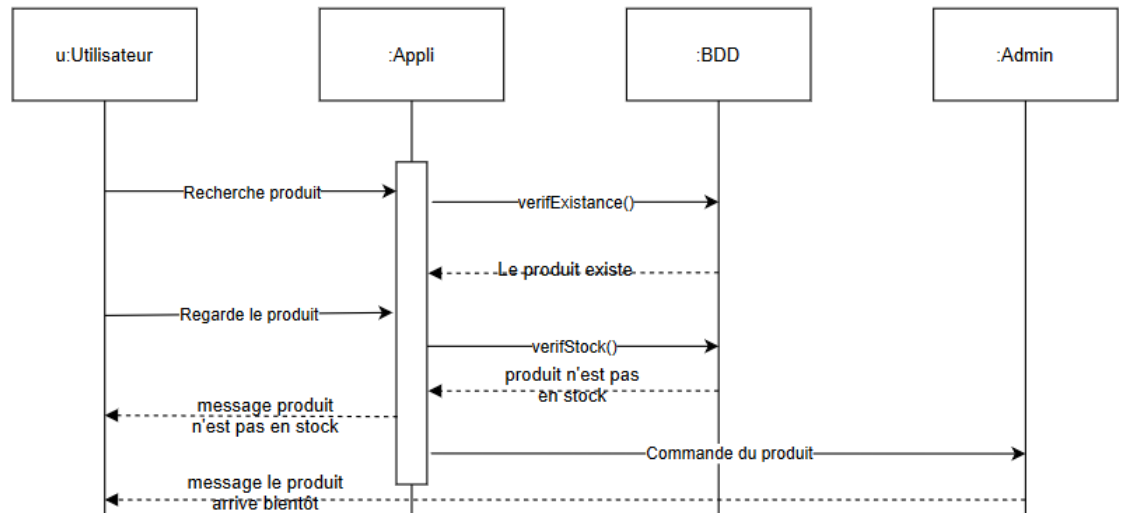 u:Utilisateur
:Appli
:BDD
:Admin
Recherche produit
verifExistance()
Le produit existe
Regarde le produit
verifStock()
produit n'est pas
en stock
message produit
n'est pas en stock
Commande du produit
message le produit
arrive bientôt